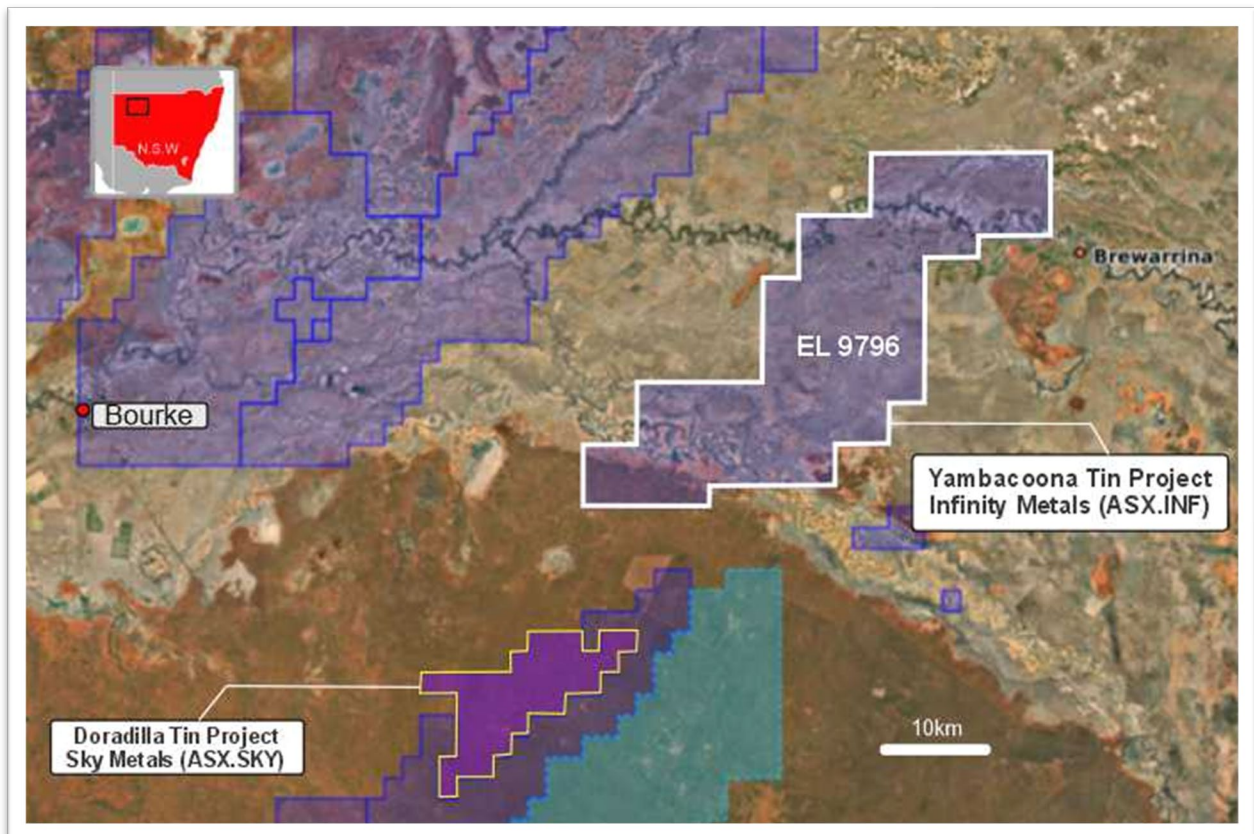 N.S.W
Brewarrina
EL 9796
Bourke
Yambacoona Tin Project
Infinity Metals (ASX.INF)
Doradilla Tin Project
Sky Metals (ASX.SKY)
10km